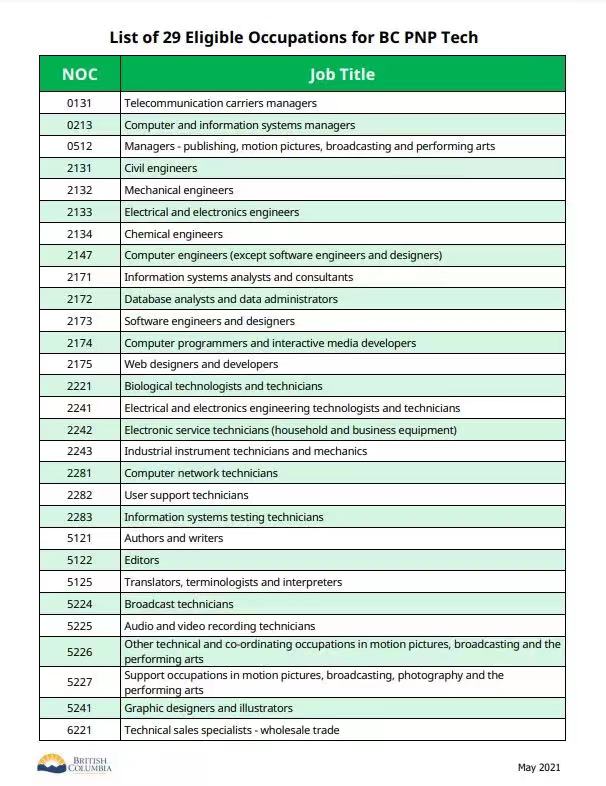 List of 29 Eligible Occupations for BC PNP Tech
NOC Job Title
0131 Telecommunication carriers managers
0213 Computer and information systems managers
0512 Managers - publishing, motion pictures, broadcasting and performing arts
2131 Civil engineers
2132 Mechanical engineers
2133 Electrical and electronics engineers
2134 Chemical engineers
2147 Computer engineers (except software engineers and designers)
2171 Information systems analysts and consultants
2172 Database analysts and data administrators
2173 Software engineers and designers
2174 Computer programmers and interactive media developers
2175 Web designers and developers
2221 Biological technologists and technicians
2241 Electrical and electronics engineering technologists and technicians
2242 Electronic service technicians (household and business equipment)
2243 Industrial instrument technicians and mechanics
2281 Computer network technicians
2282 User support technicians
2283 Information systems testing technicians
5121 Authors and writers
5122 Editors
5125 Translators, terminologists and interpreters
5224 Broadcast technicians
5225 Audio and video recording technicians
5226 Other technical and co-ordinating occupations in motion pictures, broadcasting and the
performing arts
5227 Support occupations in motion pictures, broadcasting, photography and the
performing arts
5241 Graphic designers and illustrators
6221 Technical sales specialists - wholesale trade
BRITISH
COLUMBIA
May 2021